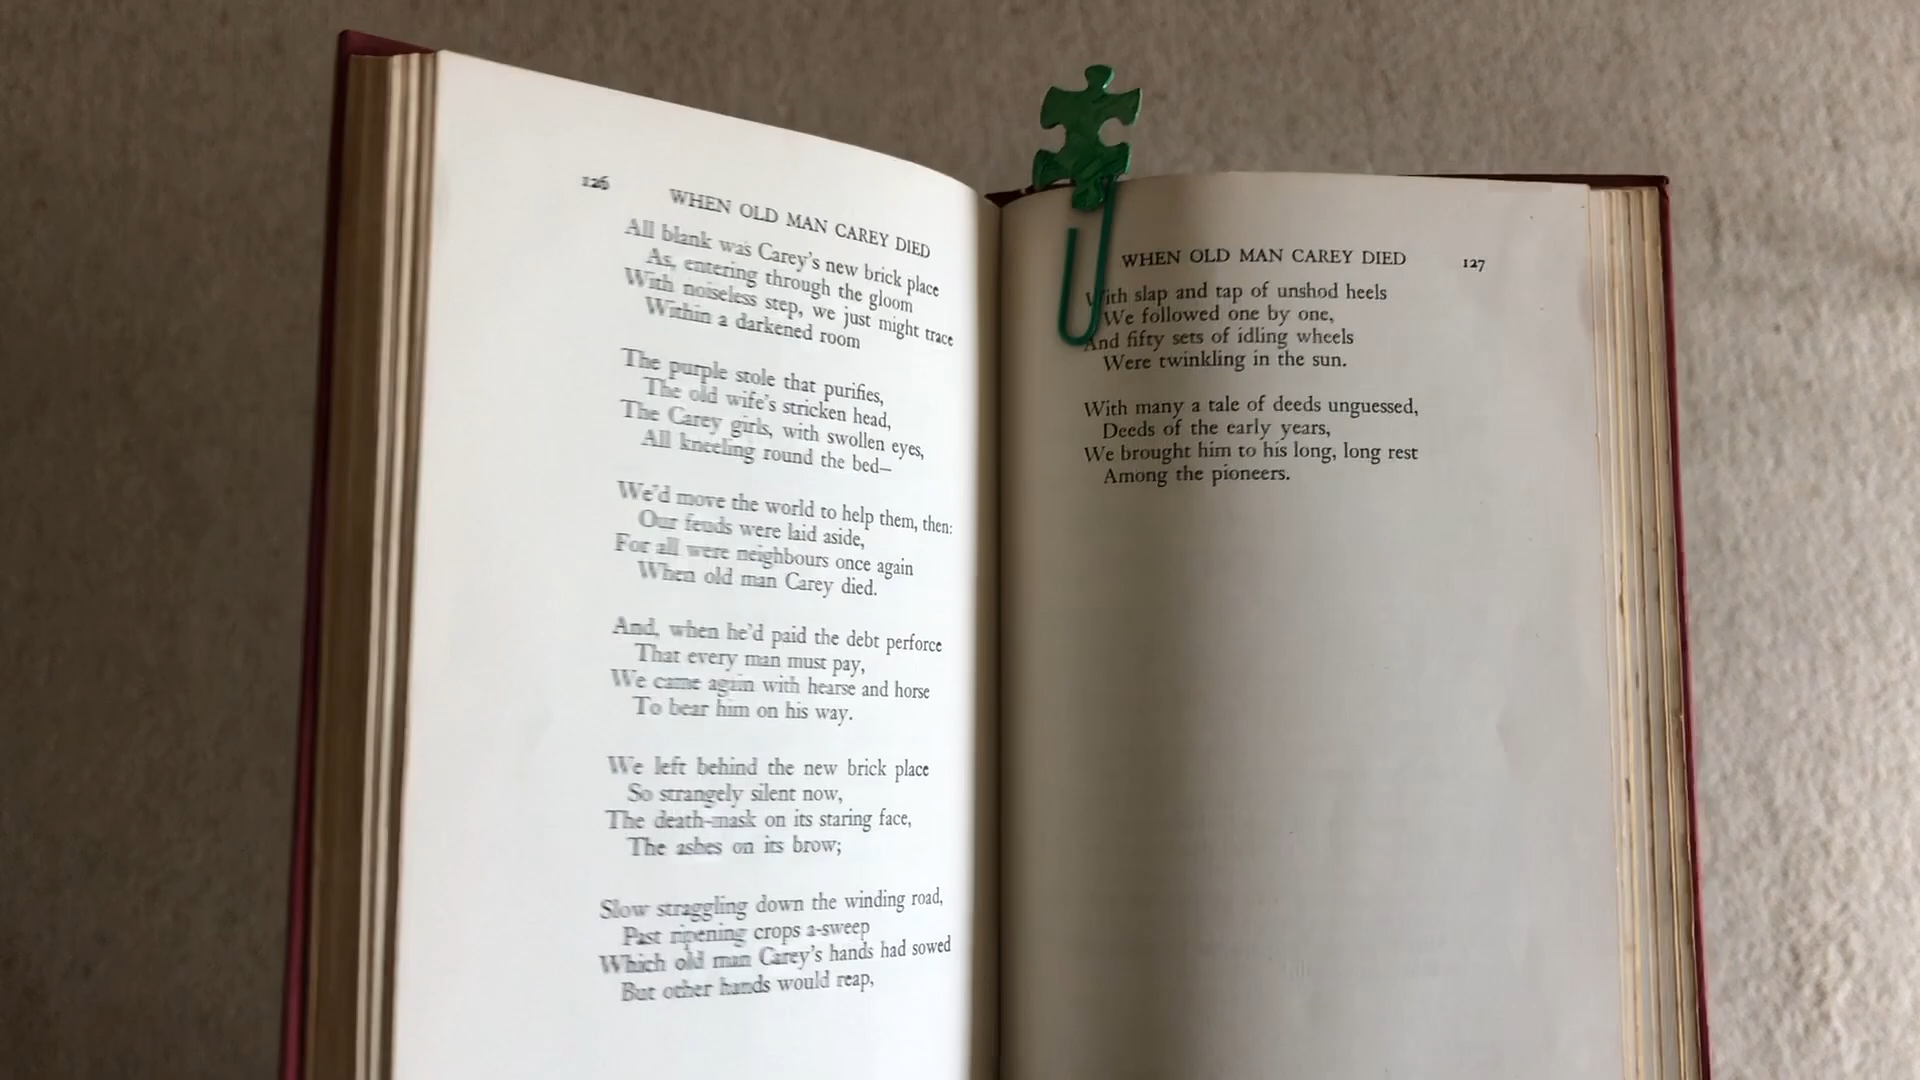 126
WHEN OLD MAN CAREY DIED
All blank was Carey's new brick place
As, entering through the gloom
With noiseless step, we just might trace
Within a darkened room
The purple stole that purifies,
The old wife's stricken head,
The Carey girls, with swollen eyes,
All kneeling round the bed—
We'd move the world to help them, then:
Our feuds were laid aside,
For all were neighbours once again
When old man Carey died.
And, when he'd paid the debt perforce
That every man must pay,
We came again with hearse and horse
To bear him on his way.
We left behind the new brick place
So strangely silent now,
The death-mask on its staring face,
The ashes on its brow;
Slow straggling down the winding road,
Past ripening crops a-sweep
Which old man Carey's hands had sowed
But other hands would reap,
WHEN OLD MAN CAREY DIED 127
With slap and tap of unshod heels
We followed one by one,
And fifty sets of idling wheels
Were twinkling in the sun.
With many a tale of deeds unguessed,
Deeds of the early years,
We brought him to his long, long rest
Among the pioneers.